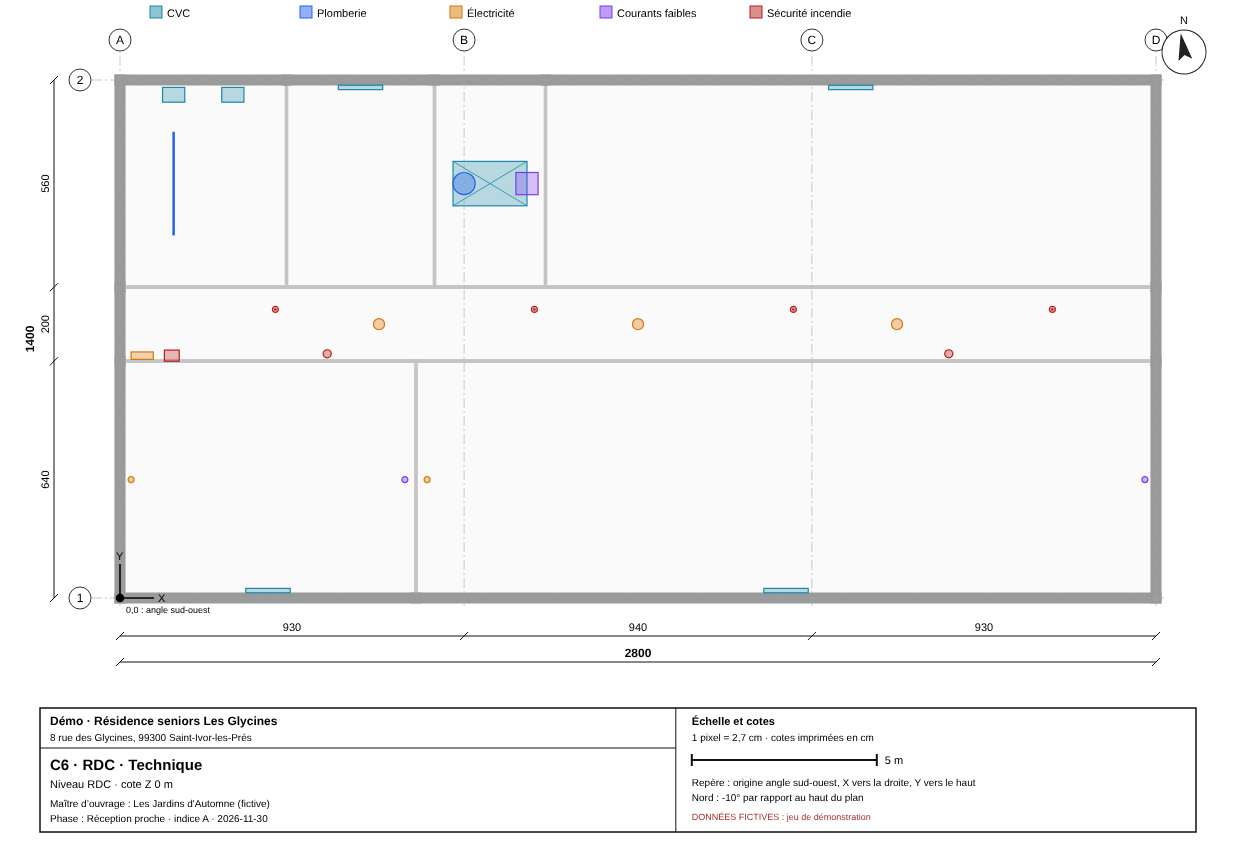 CVC
Plomberie
Électricité
Courants faibles
Sécurité incendie
N
A
B
C
D
2
560
200
1400
640
Y
X
1
0,0 : angle sud-ouest
930
940
930
2800
Démo · Résidence seniors Les Glycines
8 rue des Glycines, 99300 Saint-Ivor-les-Prés
C6 · RDC · Technique
Niveau RDC · cote Z 0 m
Maître d'ouvrage : Les Jardins d'Automne (fictive)
Phase : Réception proche · indice A · 2026-11-30
Échelle et cotes
1 pixel = 2,7 cm · cotes imprimées en cm
5 m
Repère : origine angle sud-ouest, X vers la droite, Y vers le haut
Nord : -10° par rapport au haut du plan
DONNÉES FICTIVES : jeu de démonstration